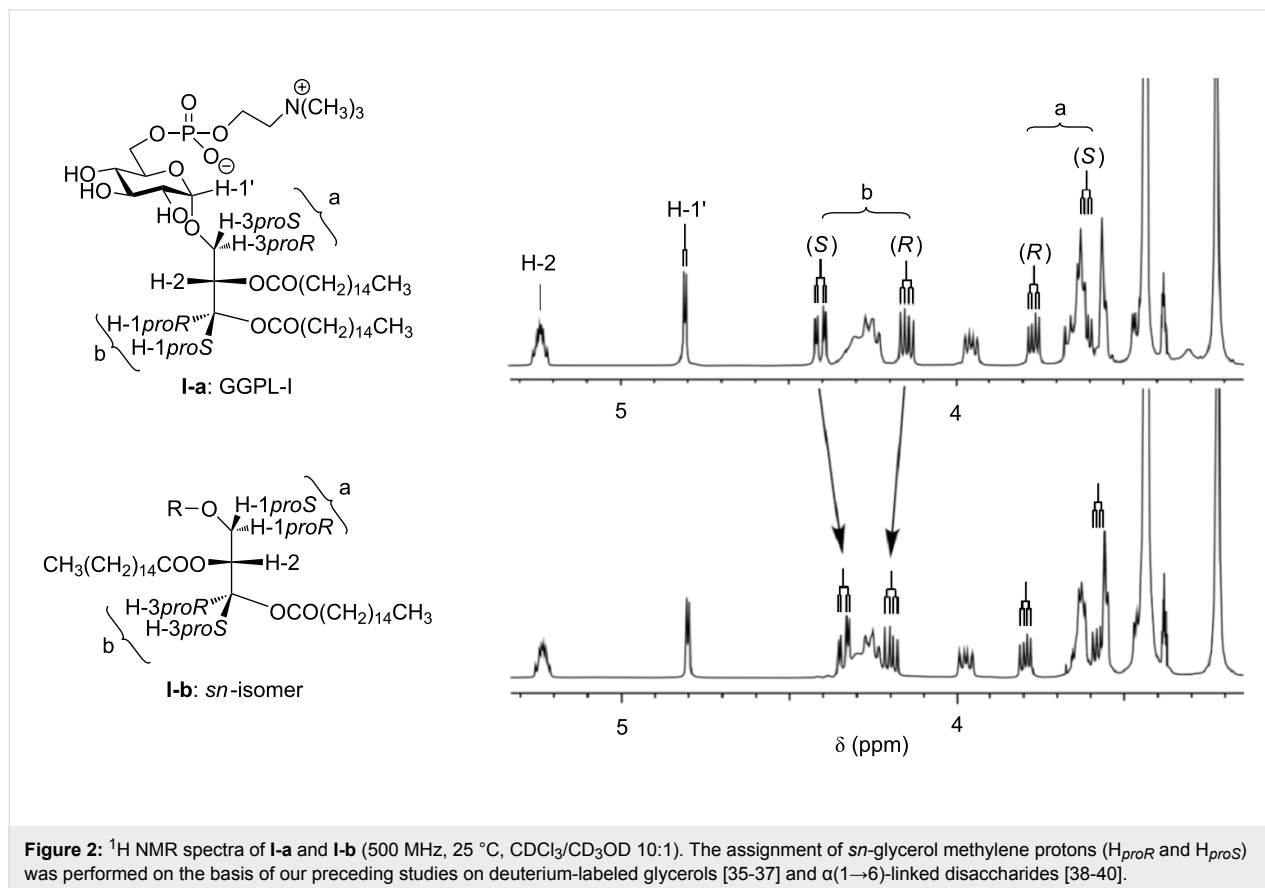 O
O P O N(CH₃)₃
⊕
O⊖
HO O
HO H-1'
HO a
O H-3proS
H-3proR
H-2 OCO(CH₂)₁₄CH₃
H-1proR OCO(CH₂)₁₄CH₃
b H-1proS
I-a: GGPL-I
a
b (S)
H-1' (S) (R) (R)
H-2
5 4
a
R-O H-1proS
H-1proR
CH₃(CH₂)₁₄COO H-2
H-3proR OCO(CH₂)₁₄CH₃
b H-3proS
I-b: sn-isomer
5 4
δ (ppm)
Figure 2: ¹H NMR spectra of I-a and I-b (500 MHz, 25 °C, CDCl₃/CD₃OD 10:1). The assignment of sn-glycerol methylene protons (HproR and HproS)
was performed on the basis of our preceding studies on deuterium-labeled glycerols [35-37] and α(1→6)-linked disaccharides [38-40].